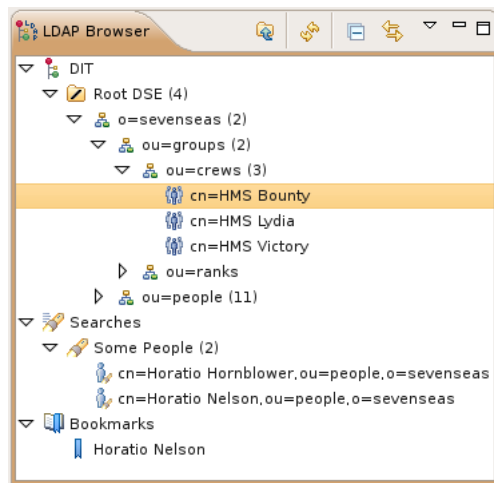 LDAP Browser
DIT
Root DSE (4)
o=sevenseas (2)
ou=groups (2)
ou=crews (3)
cn=HMS Bounty
cn=HMS Lydia
cn=HMS Victory
ou=ranks
ou=people (11)
Searches
Some People (2)
cn=Horatio Hornblower,ou=people,o=sevenseas
cn=Horatio Nelson,ou=people,o=sevenseas
Bookmarks
Horatio Nelson